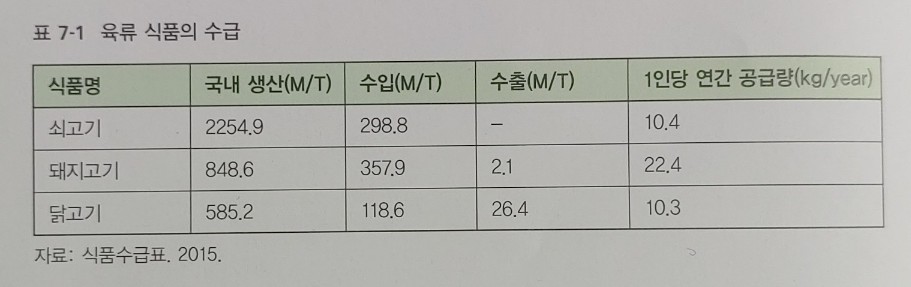 표 7-1 육류 식품의 수급
식품명 국내 생산(M/T) 수입(M/T) 수출(M/T) 1인당 연간 공급량(kg/year)
쇠고기 2254.9 298.8 – 10.4
돼지고기 848.6 357.9 2.1 22.4
닭고기 585.2 118.6 26.4 10.3
자료: 식품수급표. 2015.